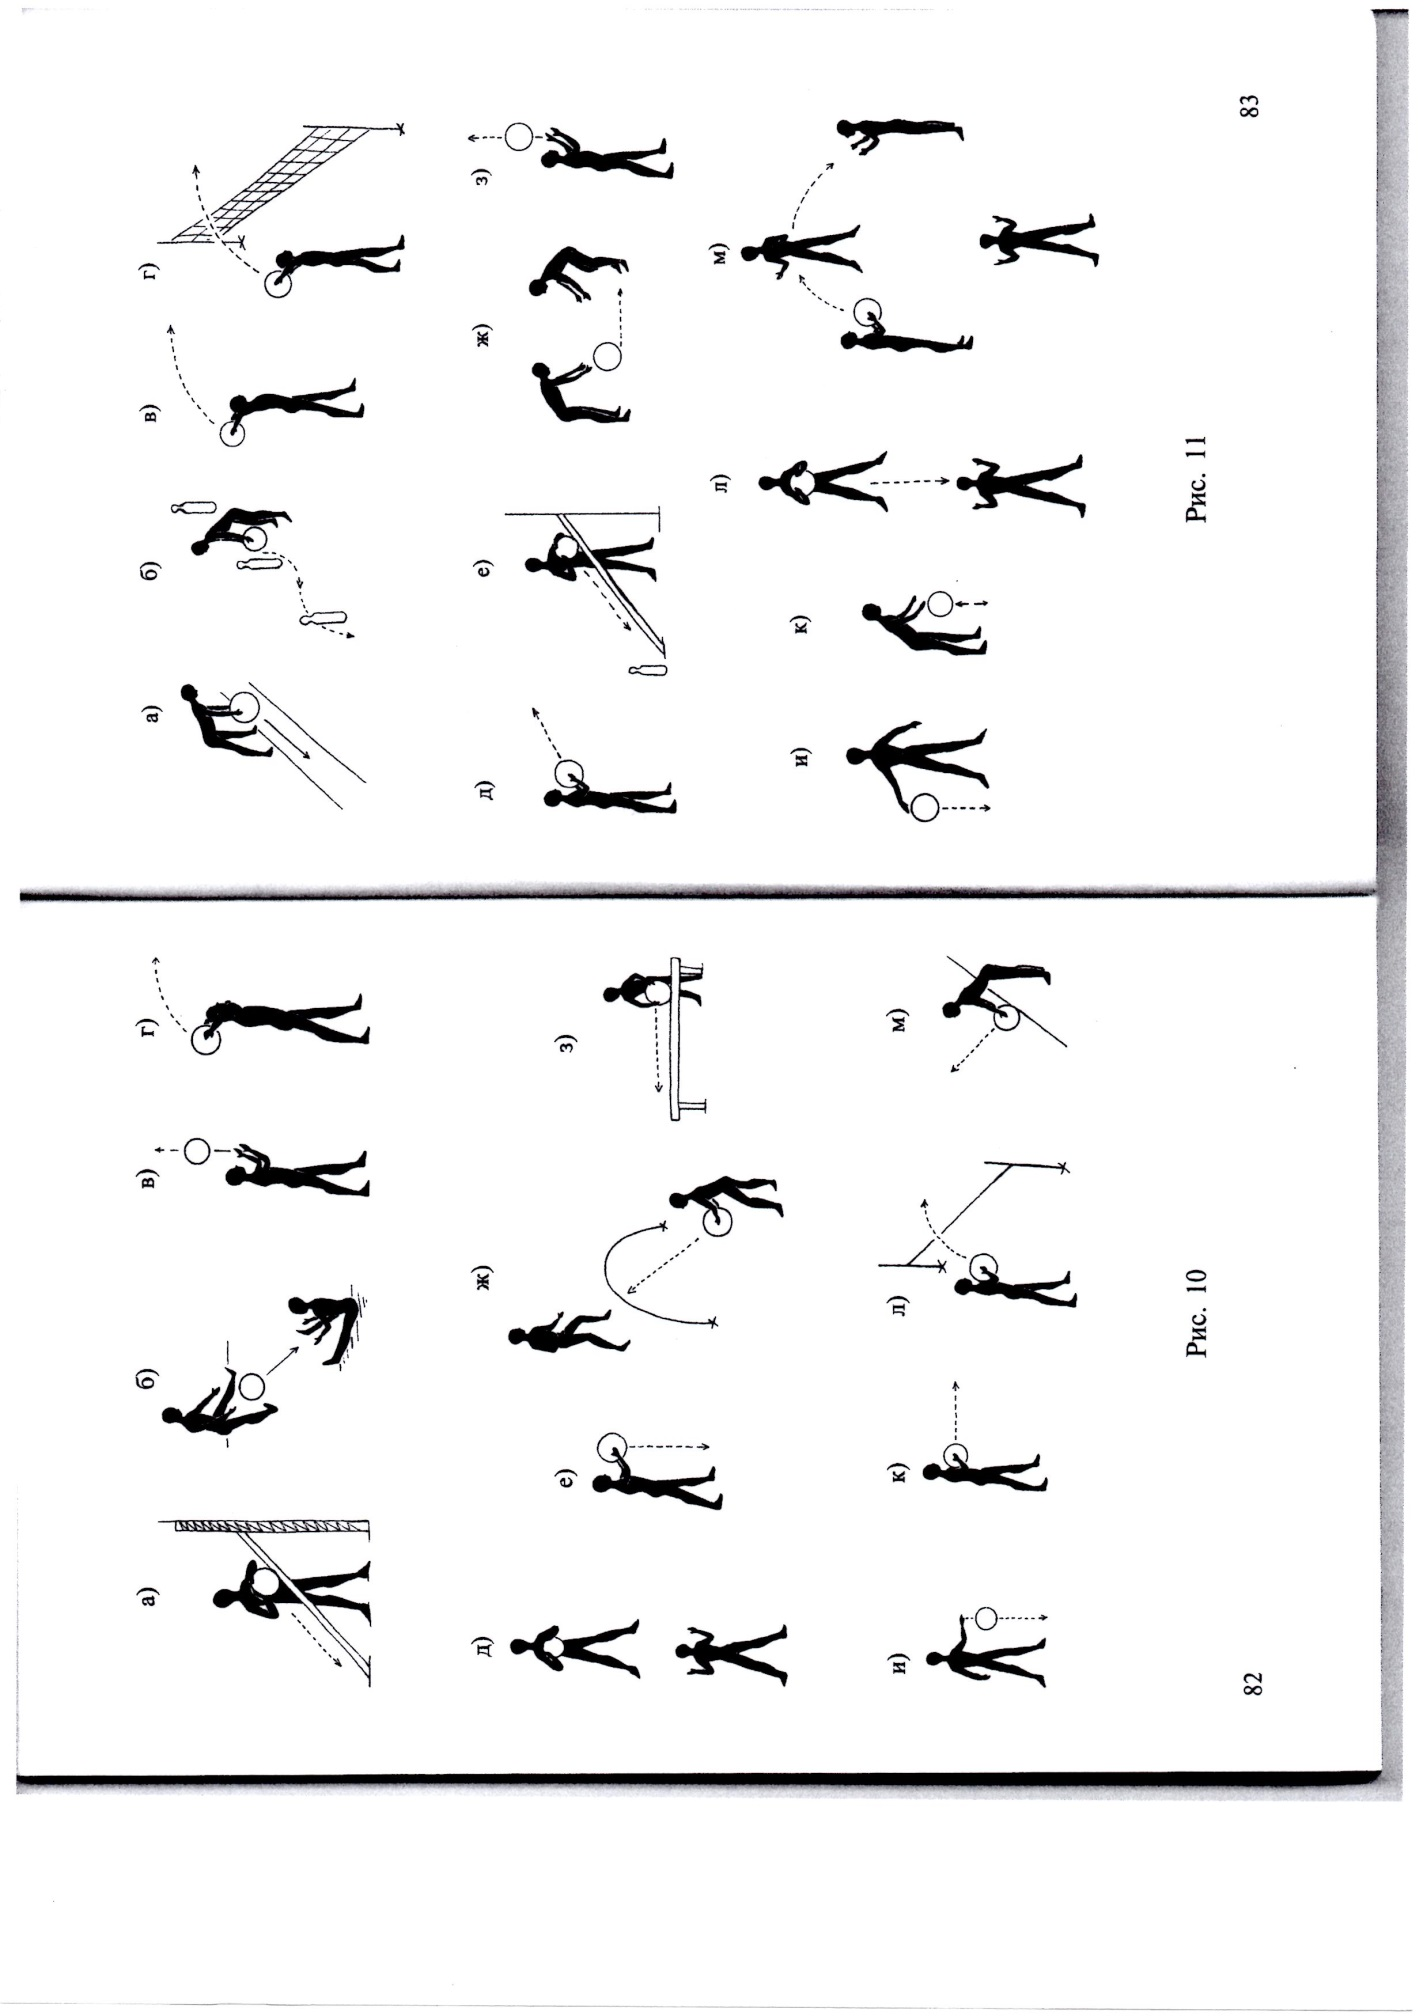 а) б) в) г)
д) е) ж) з)
и) к) л) м)
Рис. 10
82
а) б) в) г)
д) е) ж) з)
и) к) л) м)
Рис. 11
83